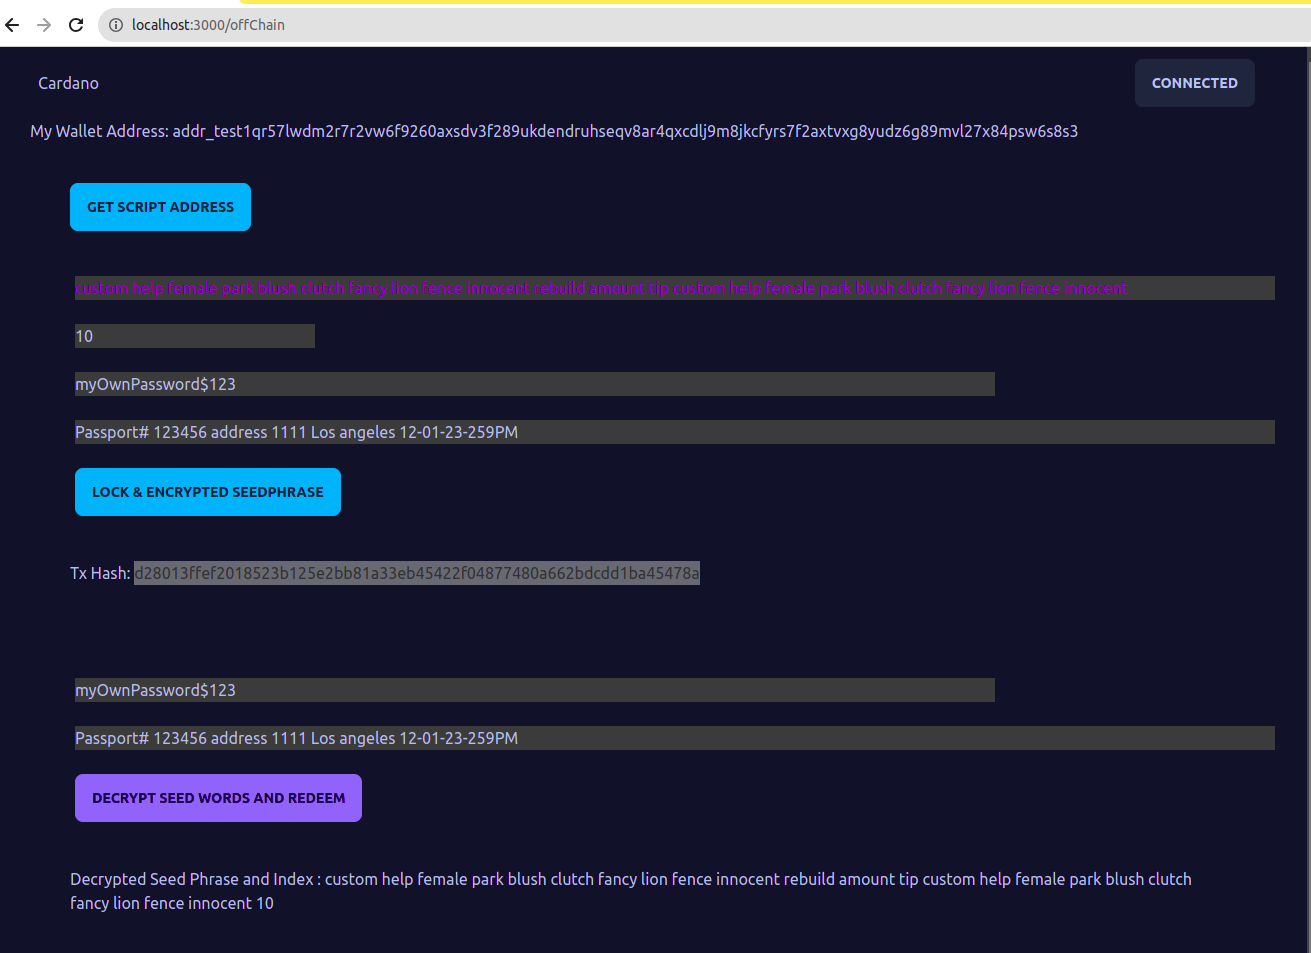 localhost:3000/offChain
Cardano
CONNECTED
My Wallet Address: addr_test1qr57lwdm2r7r2vw6f9260axsdv3f289ukdendruhseqv8ar4qxcdlj9m8jkcfyrs7f2axtvxg8yudz6g89mvl27x84psw6s8s3
GET SCRIPT ADDRESS
custom help female park blush clutch fancy lion fence innocent rebuild amount tip custom help female park blush clutch fancy lion fence innocent
10
myOwnPassword$123
Passport# 123456 address 1111 Los angeles 12-01-23-259PM
LOCK & ENCRYPTED SEEDPHRASE
Tx Hash: d28013ffef2018523b125e2bb81a33eb45422f04877480a662bdcdd1ba45478a
myOwnPassword$123
Passport# 123456 address 1111 Los angeles 12-01-23-259PM
DECRYPT SEED WORDS AND REDEEM
Decrypted Seed Phrase and Index : custom help female park blush clutch fancy lion fence innocent rebuild amount tip custom help female park blush clutch
fancy lion fence innocent 10